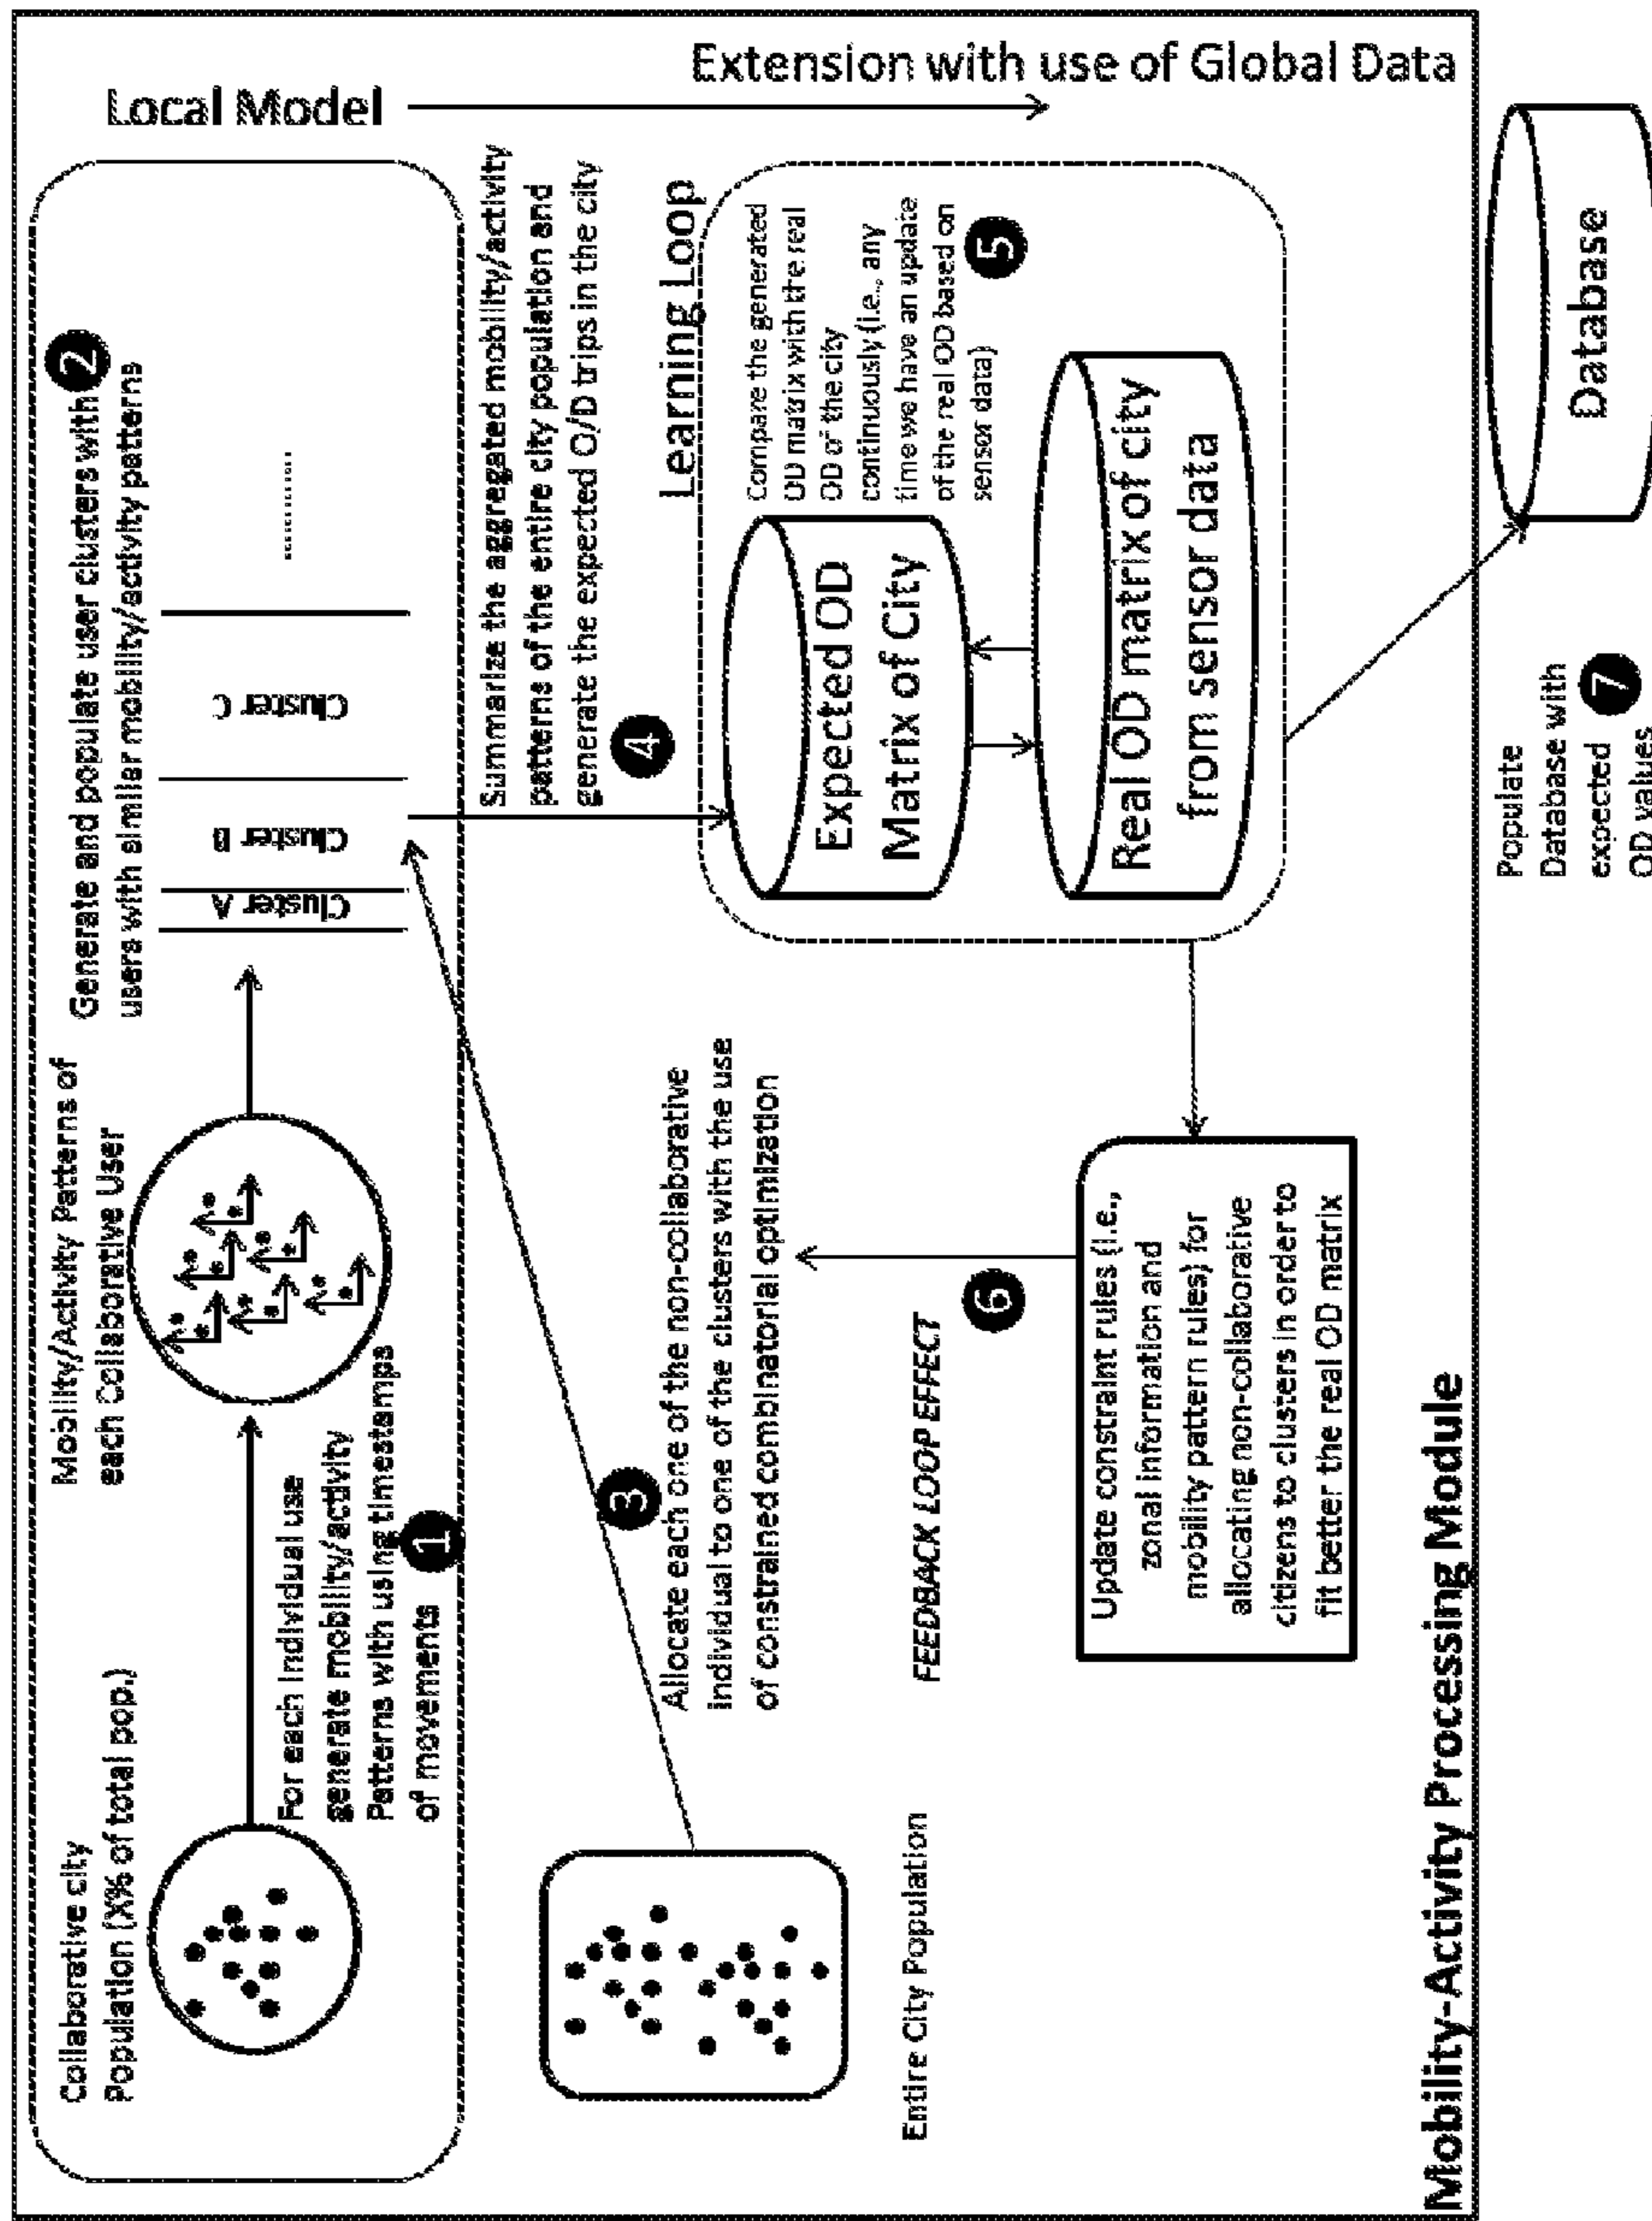 Collaborative city
Population (X% of total pop.)
For each individual use
generate mobility/activity
Patterns with using timestamps
of movements
1
Mobility/Activity Patterns of
each Collaborative User
Generate and populate user clusters with
users with similar mobility/activity patterns
2
Cluster A
Cluster B
Cluster C
..........
Local Model
Extension with use of Global Data
Entire City Population
3
Allocate each one of the non-collaborative
individual to one of the clusters with the use
of constrained combinatorial optimization
Summarize the aggregated mobility/activity
patterns of the entire city population and
generate the expected O/D trips in the city
4
Learning Loop
Expected OD
Matrix of City
Compare the generated
OD matrix with the real
OD of the city
continuously (i.e., any
time we have an update
of the real OD based on
sensor data)
5
Real OD matrix of city
from sensor data
FEEDBACK LOOP EFFECT
6
Update constraint rules (i.e.,
zonal information and
mobility pattern rules) for
allocating non-collaborative
citizens to clusters in order to
fit better the real OD matrix
Mobility-Activity Processing Module
Populate
Database with
expected
OD values
7
Database